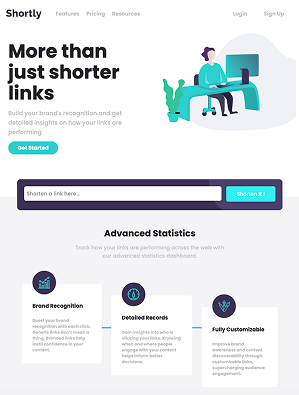 Shortly Features Pricing Resources Login Sign Up
More than
just shorter
links
Build your brand's recognition and get
detailed insights on how your links are
performing
Get Started
Shorten a link here...
Shorten It !
Advanced Statistics
Track how your links are performing across the web with
our advanced statistics dashboard.
Brand Recognition
Boost your brand
recognition with each click.
Generic links don't mean a
thing. Branded links help
instil confidence in your
content.
Detailed Records
Gain insights into who is
clicking your links. Knowing
when and where people
engage with your content
helps inform better
decisions.
Fully Customizable
Improve brand
awareness and content
discoverability through
customizable links,
supercharging audience
engagement.